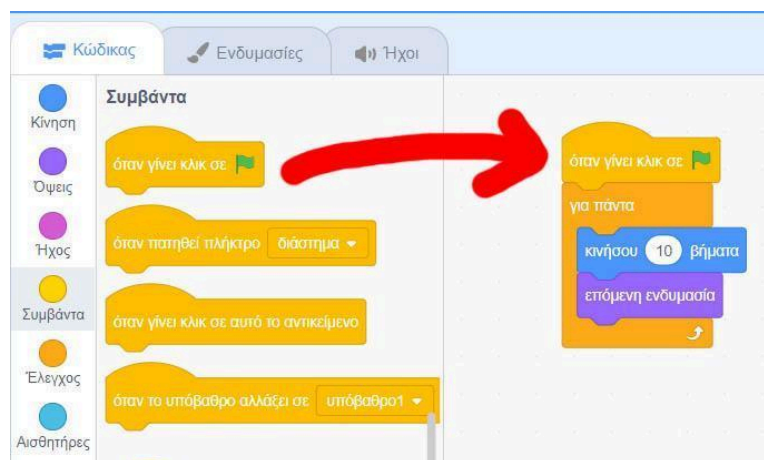 Κώδικας
Ενδυμασίες
Ήχοι
Κίνηση
Όψεις
Ήχος
Συμβάντα
Έλεγχος
Αισθητήρες
Συμβάντα
όταν γίνει κλικ σε
όταν πατηθεί πλήκτρο διάστημα
όταν γίνει κλικ σε αυτό το αντικείμενο
όταν το υπόβαθρο αλλάξει σε υπόβαθρο1
όταν γίνει κλικ σε
για πάντα
κινήσου 10 βήματα
επόμενη ενδυμασία